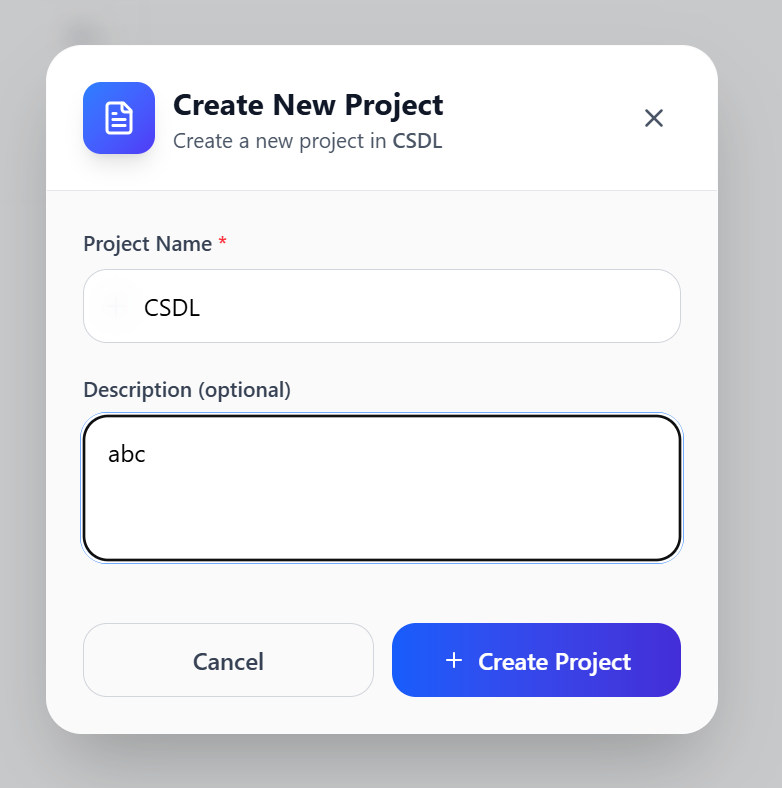 Create New Project
Create a new project in CSDL
Project Name *
CSDL
Description (optional)
abc
Cancel
+ Create Project